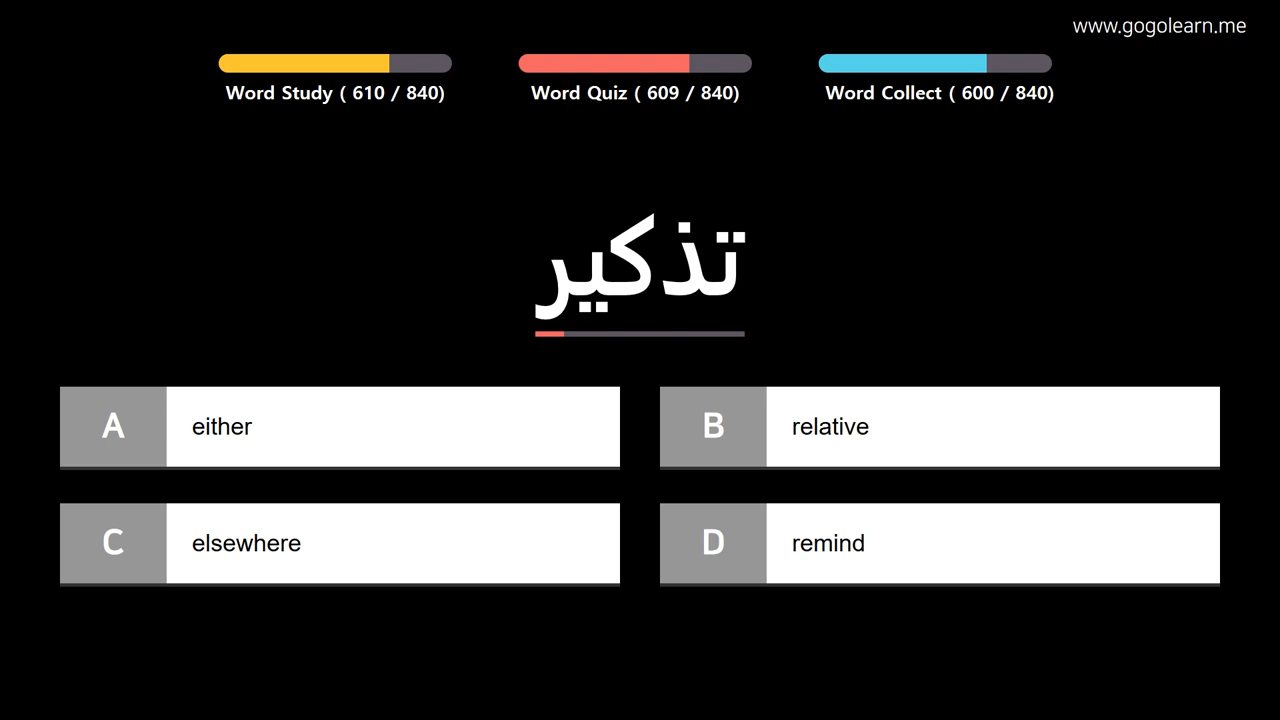 www.gogolearn.me
Word Study ( 610 / 840)
Word Quiz ( 609 / 840)
Word Collect ( 600 / 840)
تذكير
A either
B relative
C elsewhere
D remind